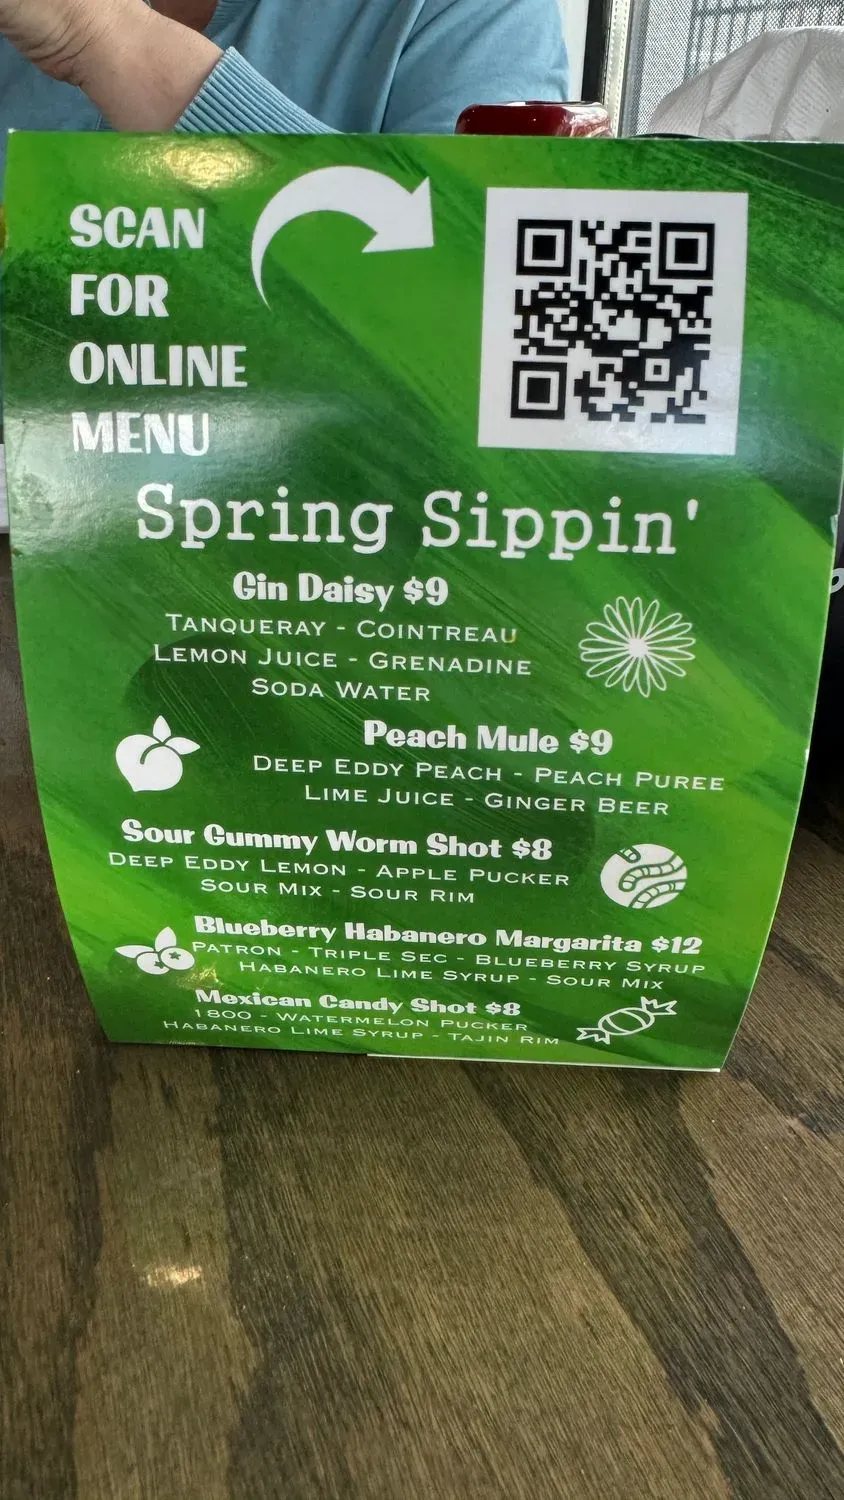 SCAN
FOR
ONLINE
MENU
Spring Sippin'
Gin Daisy $9
TANQUERAY - COINTREAU
LEMON JUICE - GRENADINE
SODA WATER
Peach Mule $9
DEEP EDDY PEACH - PEACH PUREE
LIME JUICE - GINGER BEER
Sour Gummy Worm Shot $8
DEEP EDDY LEMON - APPLE PUCKER
SOUR MIX - SOUR RIM
Blueberry Habanero Margarita $12
PATRON - TRIPLE SEC - BLUEBERRY SYRUP
HABANERO LIME SYRUP - SOUR MIX
Mexican Candy Shot $8
1800 - WATERMELON PUCKER
HABANERO LIME SYRUP - TAJIN RIM